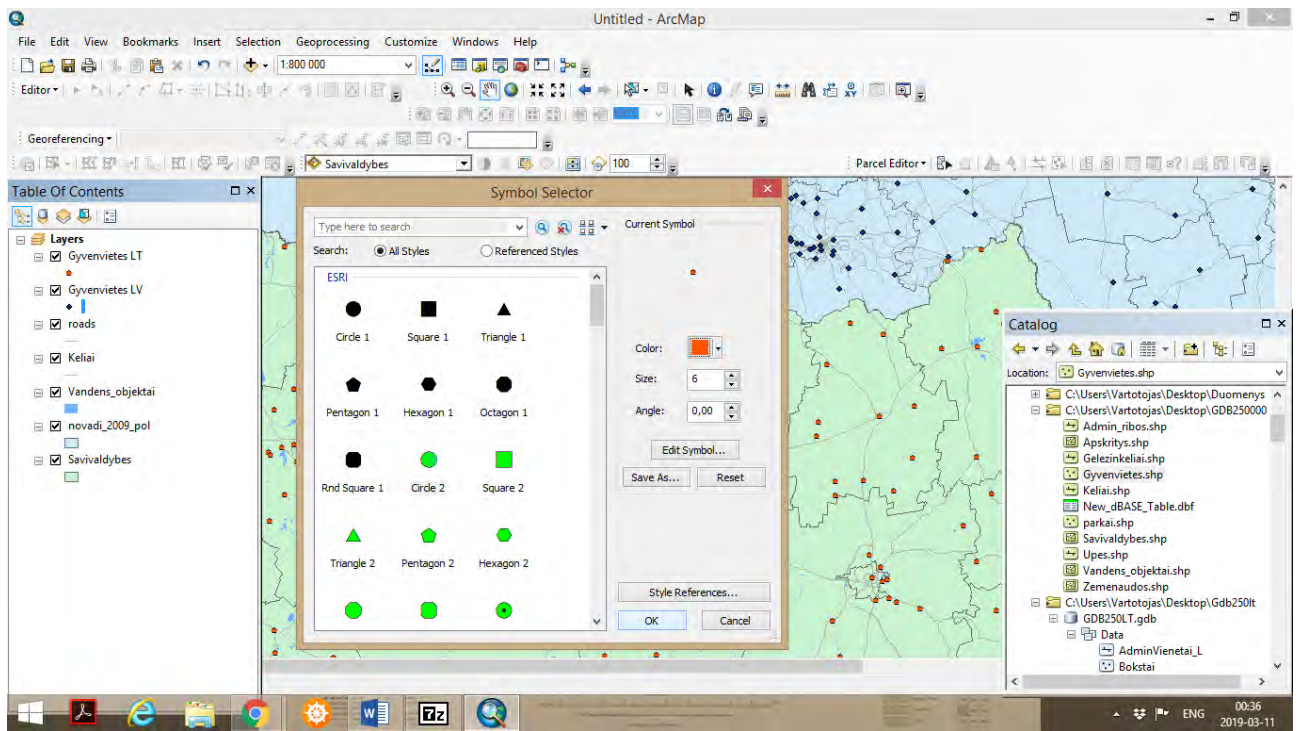 Untitled - ArcMap
File Edit View Bookmarks Insert Selection Geoprocessing Customize Windows Help
1:800 000
Editor
Georeferencing
Savivaldybes
100
Parcel Editor
Table Of Contents
Layers
Gyvenvietes LT
Gyvenvietes LV
roads
Keliai
Vandens_objektai
novadi_2009_pol
Savivaldybes
Symbol Selector
Type here to search
Search: All Styles Referenced Styles
ESRI
Circle 1 Square 1 Triangle 1
Pentagon 1 Hexagon 1 Octagon 1
Rnd Square 1 Circle 2 Square 2
Triangle 2 Pentagon 2 Hexagon 2
Current Symbol
Color:
Size: 6
Angle: 0,00
Edit Symbol...
Save As... Reset
Style References...
OK Cancel
Catalog
Location: Gyvenvietes.shp
C:\Users\Vartotojas\Desktop\Duomenys
C:\Users\Vartotojas\Desktop\GDB250000
Admin_ribos.shp
Apskritys.shp
Gelezinkeliai.shp
Gyvenvietes.shp
Keliai.shp
New_dBASE_Table.dbf
parkai.shp
Savivaldybes.shp
Upes.shp
Vandens_objektai.shp
Zemenaudos.shp
C:\Users\Vartotojas\Desktop\Gdb250lt
GDB250LT.gdb
Data
AdminVienetai_L
Bokstai
7z
ENG
00:36
2019-03-11